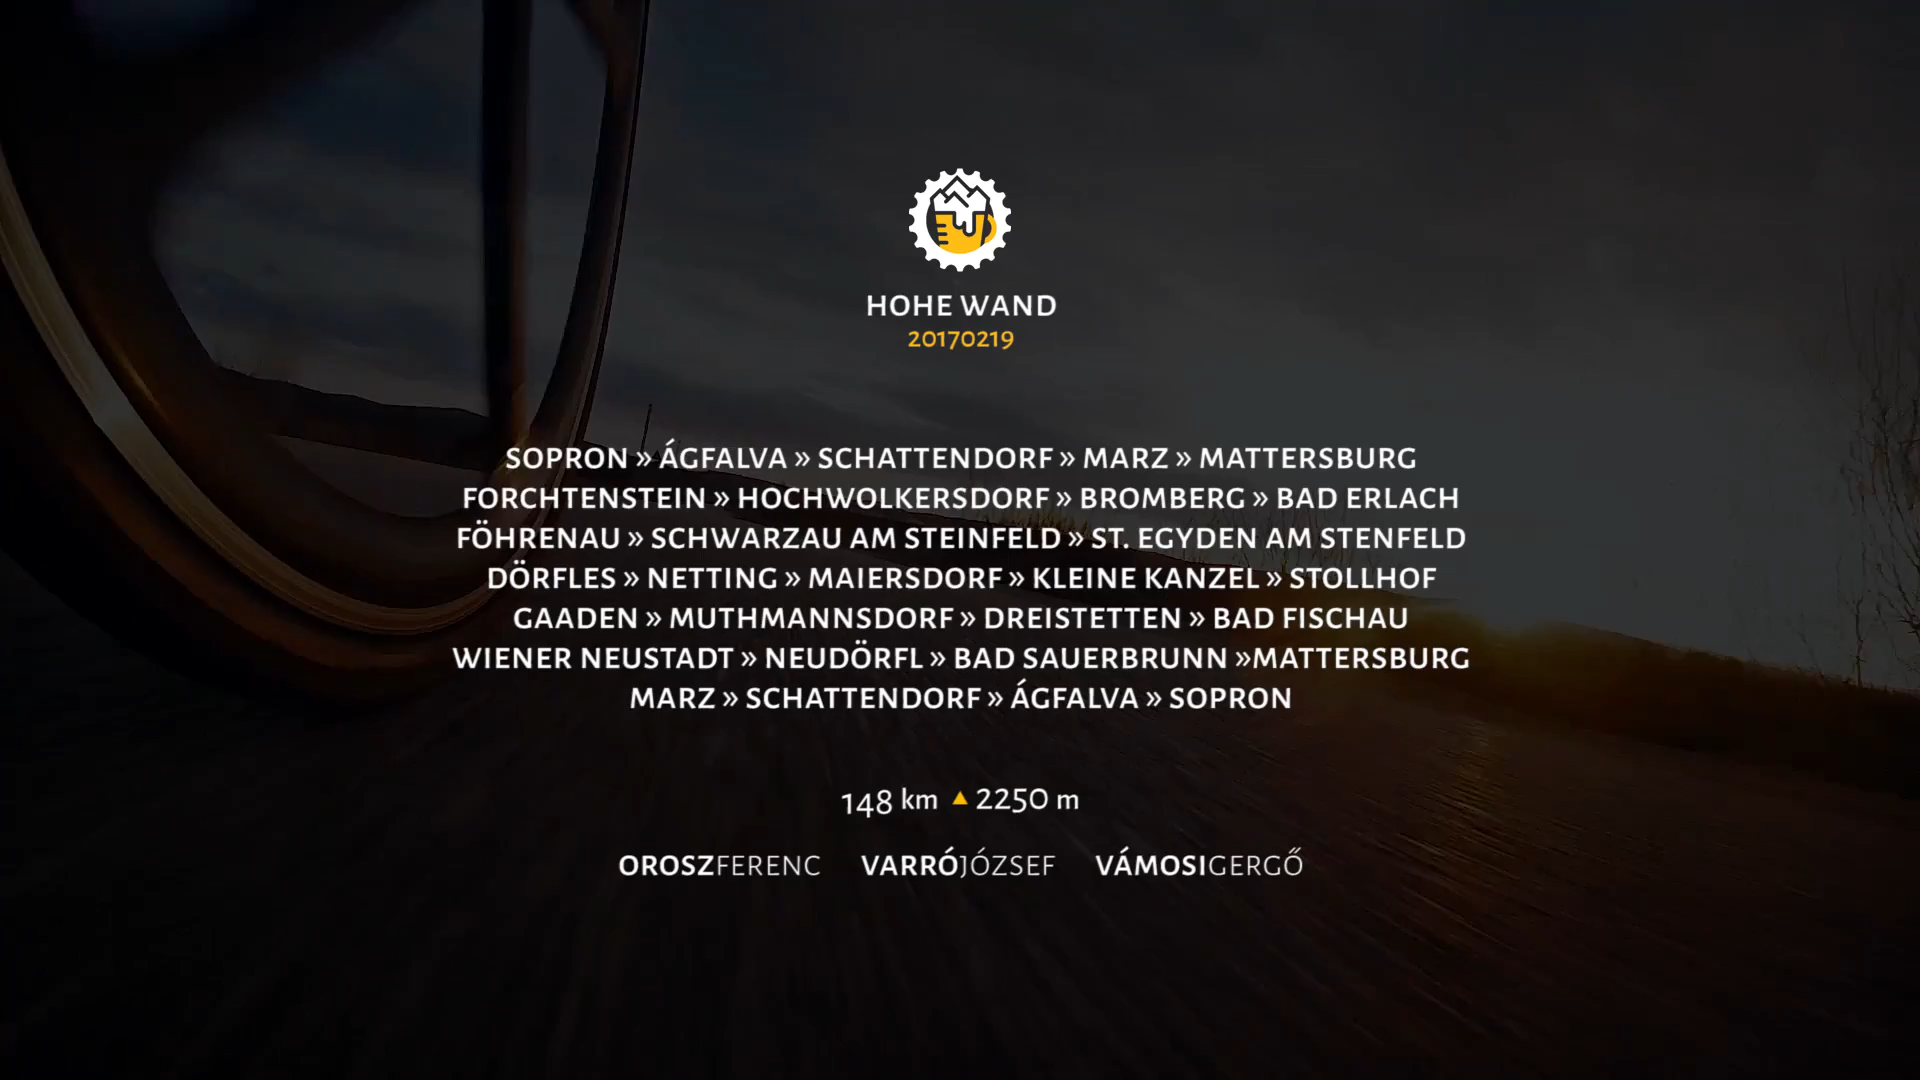 HOHE WAND
20170219
SOPRON » ÁGFALVA » SCHATTENDORF » MARZ » MATTERSBURG
FORCHTENSTEIN » HOCHWOLKERSDORF » BROMBERG » BAD ERLACH
FÖHRENAU » SCHWARZAU AM STEINFELD » ST. EGYDEN AM STENFELD
DÖRFLES » NETTING » MAIERSDORF » KLEINE KANZEL » STOLLHOF
GAADEN » MUTHMANNSDORF » DREISTETTEN » BAD FISCHAU
WIENER NEUSTADT » NEUDÖRFL » BAD SAUERBRUNN »MATTERSBURG
MARZ » SCHATTENDORF » ÁGFALVA » SOPRON
148 km ▲ 2250 m
OROSZFERENC VARRÓJÓZSEF VÁMOSIGERGŐ